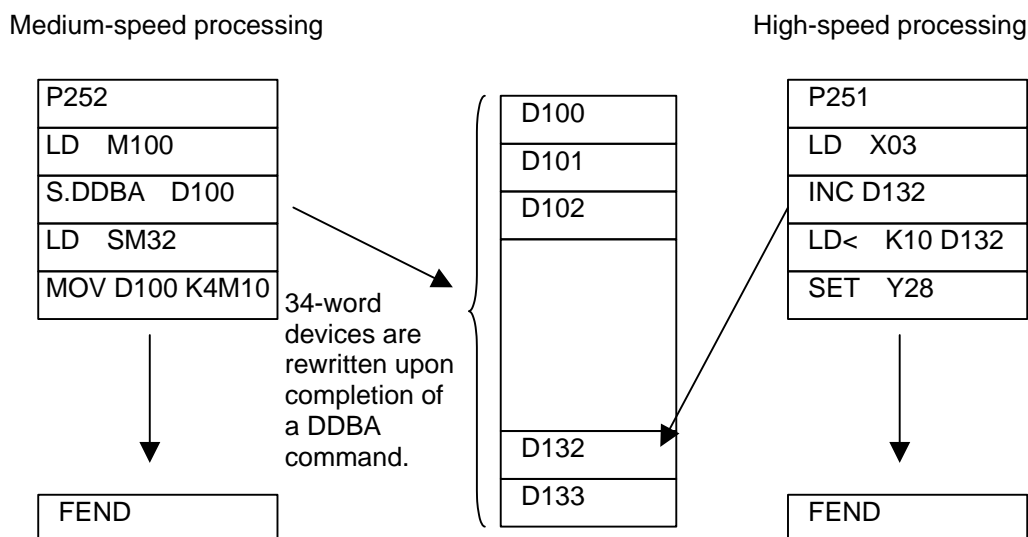 Medium-speed processing
High-speed processing
P252
LD M100
S.DDBA D100
LD SM32
MOV D100 K4M10
FEND
34-word
devices are
rewritten upon
completion of
a DDBA
command.
D100
D101
D102
D132
D133
P251
LD X03
INC D132
LD< K10 D132
SET Y28
FEND